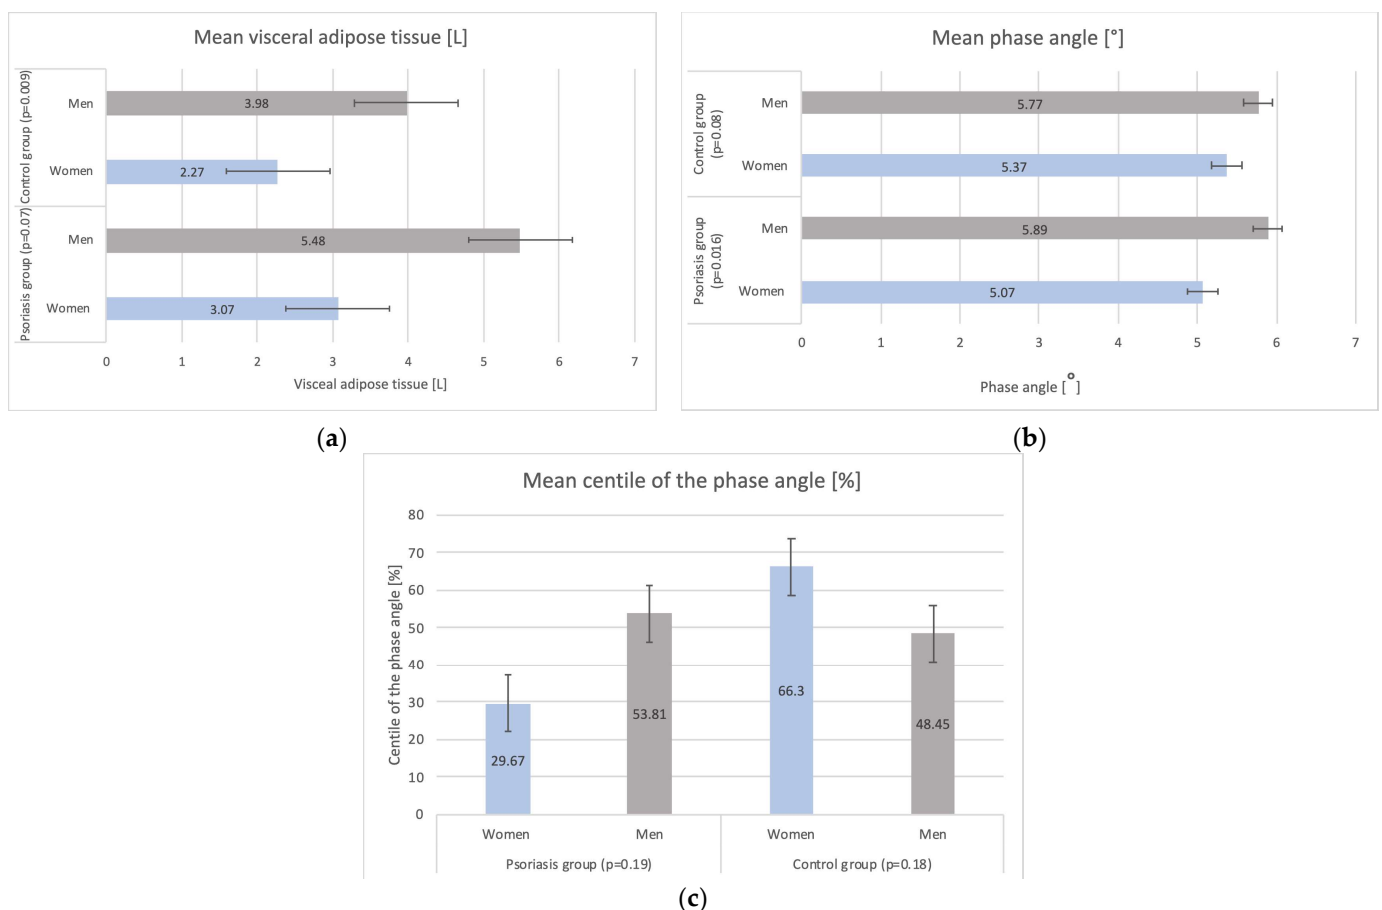 Mean visceral adipose tissue [L]
Control group (p=0.009)
Men
3.98
Women
2.27
Psoriasis group (p=0.07)
Men
5.48
Women
3.07
0 1 2 3 4 5 6 7
Visceal adipose tissue [L]
(a)
Mean phase angle [°]
Control group
(p=0.08)
Men
5.77
Women
5.37
Psoriasis group
(p=0.016)
Men
5.89
Women
5.07
0 1 2 3 4 5 6 7
Phase angle [°]
(b)
Mean centile of the phase angle [%]
Centile of the phase angle [%]
80
70
60
50
40
30
20
10
0
29.67
53.81
66.3
48.45
Women Men Women Men
Psoriasis group (p=0.19) Control group (p=0.18)
(c)